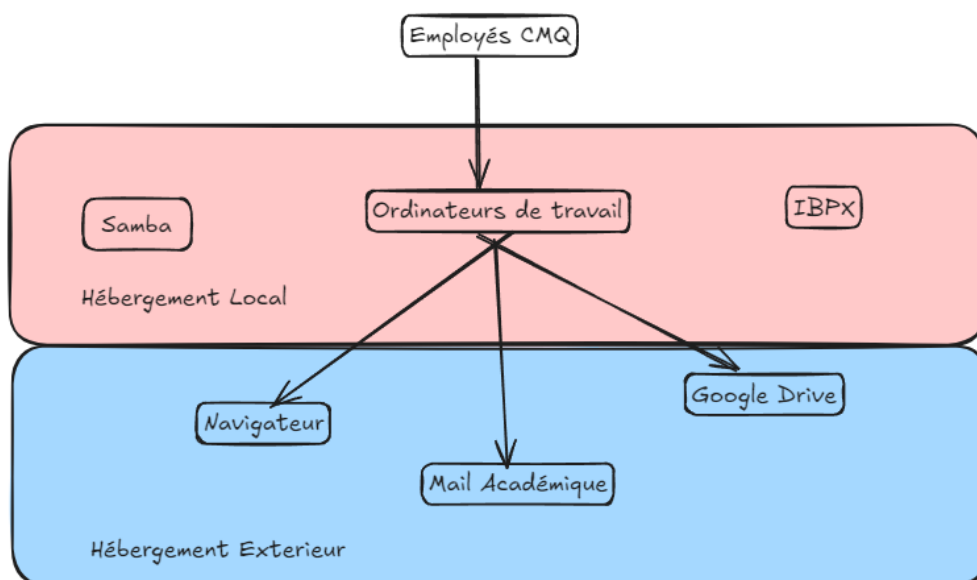 Employés CMQ
Ordinateurs de travail
IBPX
Samba
Hébergement Local
Google Drive
Navigateur
Mail Académique
Hébergement Exterieur